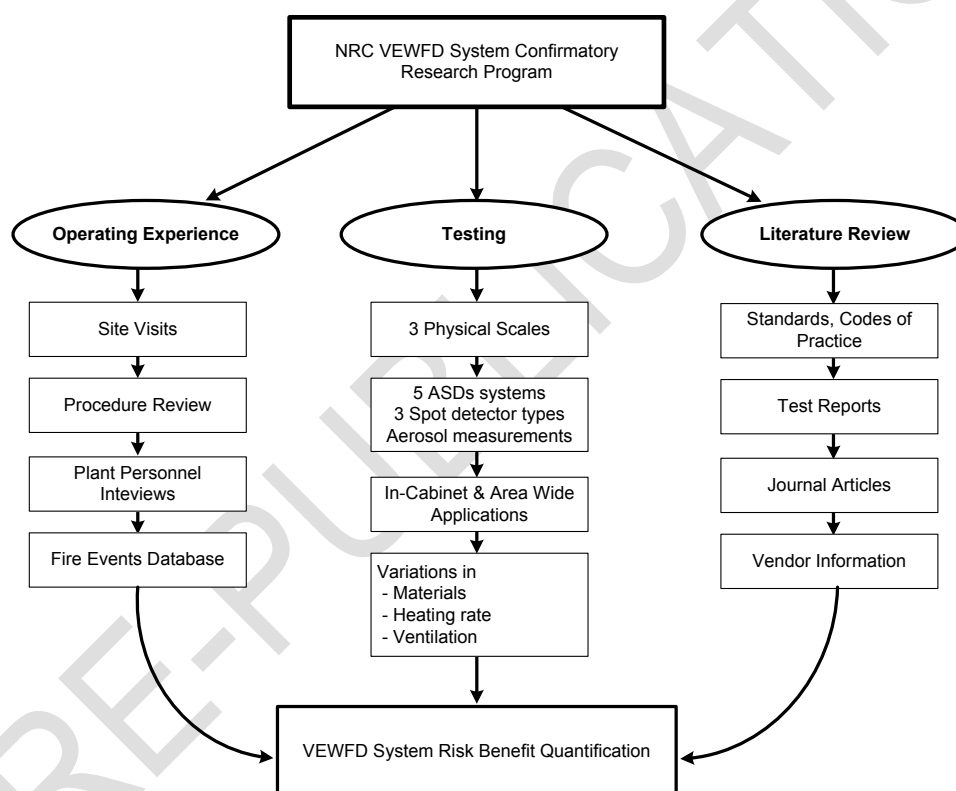 NRC VEWFD System Confirmatory
Research Program
Operating Experience
Testing
Literature Review
Site Visits
3 Physical Scales
Standards, Codes of
Practice
Procedure Review
5 ASDs systems
3 Spot detector types
Aerosol measurements
Test Reports
Plant Personnel
Inteviews
In-Cabinet & Area Wide
Applications
Journal Articles
Fire Events Database
Variations in
- Materials
- Heating rate
- Ventilation
Vendor Information
VEWFD System Risk Benefit Quantification
RE-PUBLICATIO